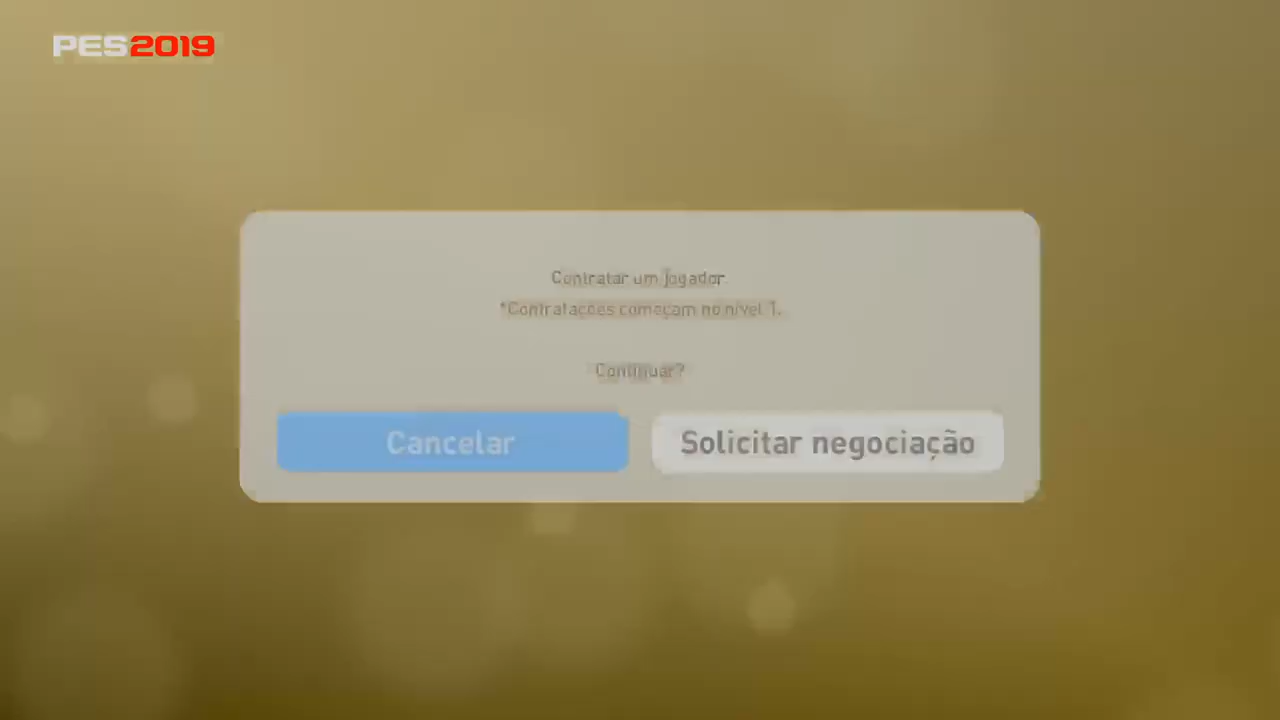 PES2019
Contratar um jogador.
*Contratações começam no nível 1.
Continuar?
Cancelar
Solicitar negociação